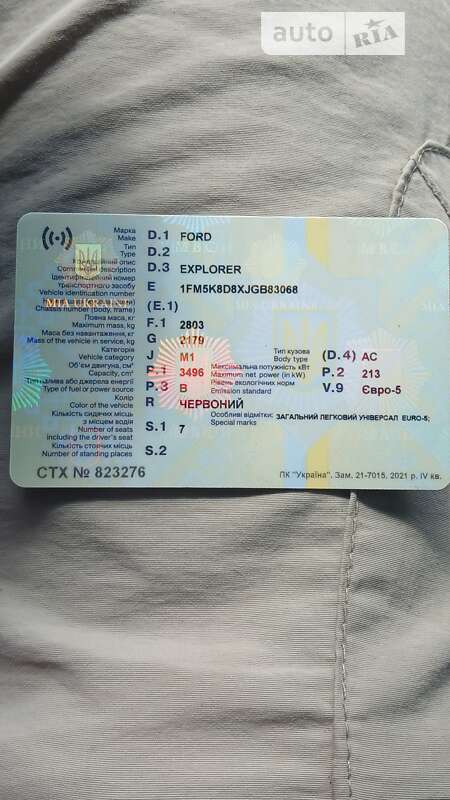 auto RIA
Марка D.1 FORD
Make
Тип D.2
Type
Комерційний опис D.3 EXPLORER
Commercial description
Ідентифікаційний номер
транспортного засобу E 1FM5K8D8XJGB83068
Vehicle identification number
MIA UKRAINE
Chassis number (body, frame) (E.1)
Повна маса, кг
Maximum mass, kg F.1 2803
Маса без навантаження, кг
Mass of the vehicle in service, kg G 2179
Категорія
Vehicle category J M1 Тип кузова (D.4) AC
Body type
Об'єм двигуна, см³
Capacity, cm³ P.1 3496 Максимальна потужність кВт P.2 213
Maximum net power (in kW)
Тип палива або джерела енергії
Type of fuel or power source P.3 B Рівень екологічних норм V.9 Євро-5
Emission standard
Колір
Color of the vehicle R ЧЕРВОНИЙ Особливі відмітки: ЗАГАЛЬНИЙ ЛЕГКОВИЙ УНІВЕРСАЛ EURO-5;
Special marks
Кількість сидячих місць
з місцем водія
Number of seats S.1 7
including the driver's seat
Кількість стоячих місць S.2
Number of standing places
СТХ № 823276
ПК "Україна". Зам. 21-7015. 2021 р. IV кв.